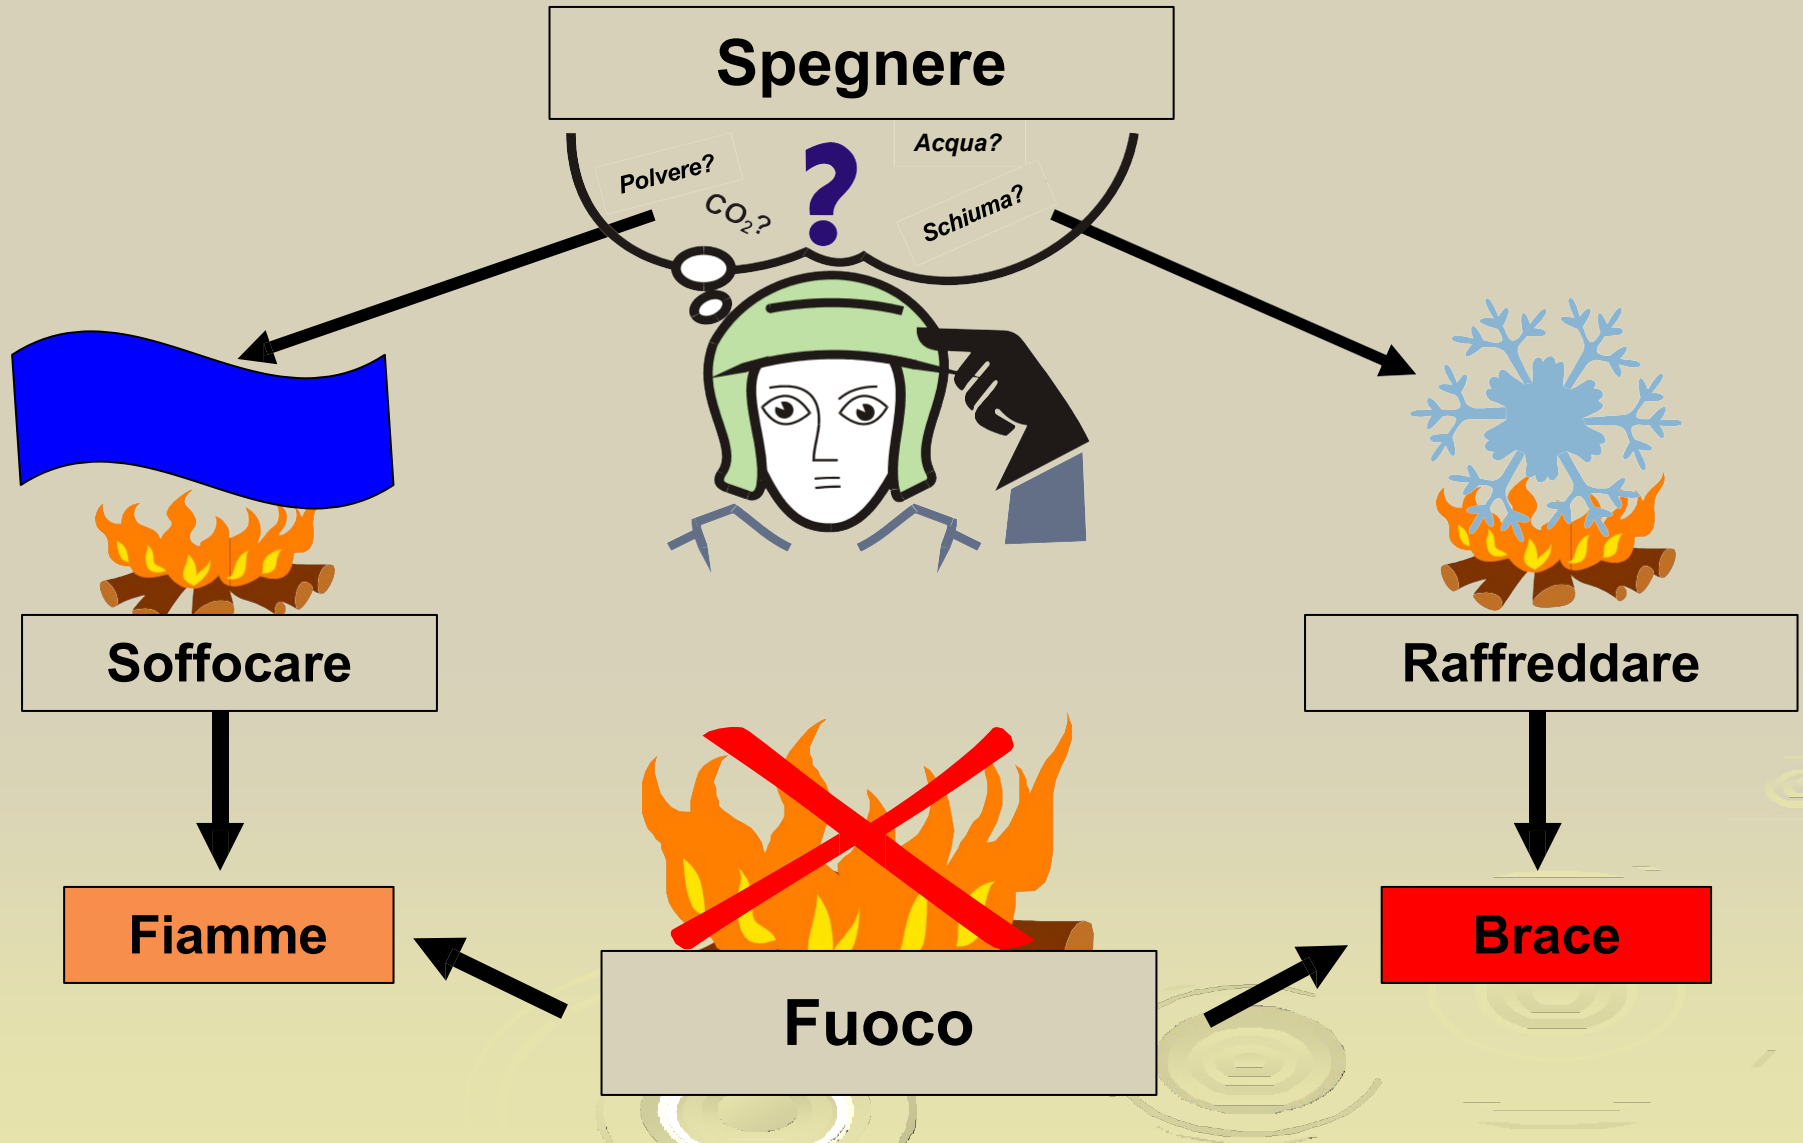 Spegnere
Polvere?
CO₂?
Acqua?
Schiuma?
Soffocare
Raffreddare
Fiamme
Brace
Fuoco